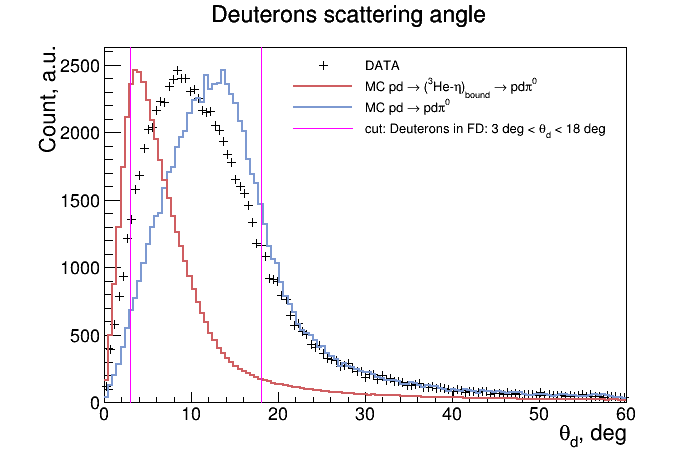 Deuterons scattering angle
Count, a.u.
2500
2000
1500
1000
500
0
DATA
MC pd → (³He-η)bound → pdπ⁰
MC pd → pdπ⁰
cut: Deuterons in FD: 3 deg < θd < 18 deg
0 10 20 30 40 50 60
θd, deg